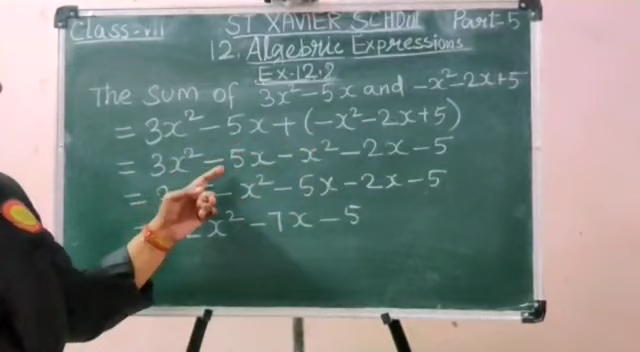 Class-VII ST XAVIER SCHOOL Part-5
12. Algebric Expressions
Ex.12.2
The sum of 3x² - 5x and -x² - 2x + 5
= 3x² - 5x + (-x² - 2x + 5)
= 3x² - 5x - x² - 2x - 5
= - x² - 5x - 2x - 5
2x² - 7x - 5